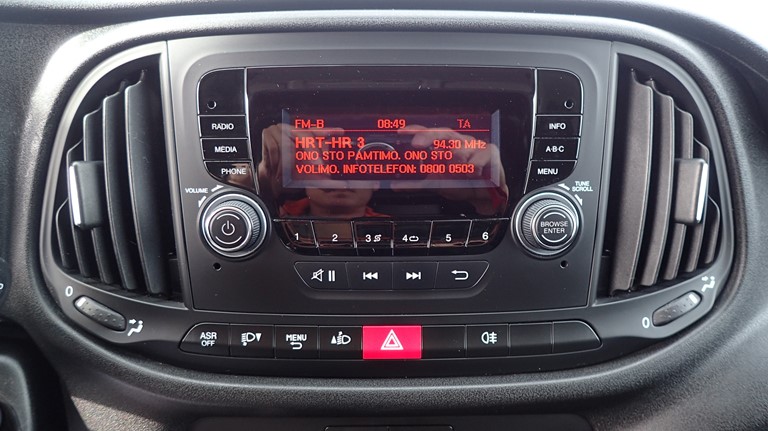 FM-B 08:49 TA
HRT-HR 3 94.30 MHz
ONO STO PAMTIMO. ONO STO
VOLIMO. INFOTELEFON: 0800 0503
RADIO
MEDIA
PHONE
INFO
A-B-C
MENU
VOLUME
TUNE
SCROLL
BROWSE
ENTER
1 2 3 4 5 6
0
0
ASR
OFF
MENU